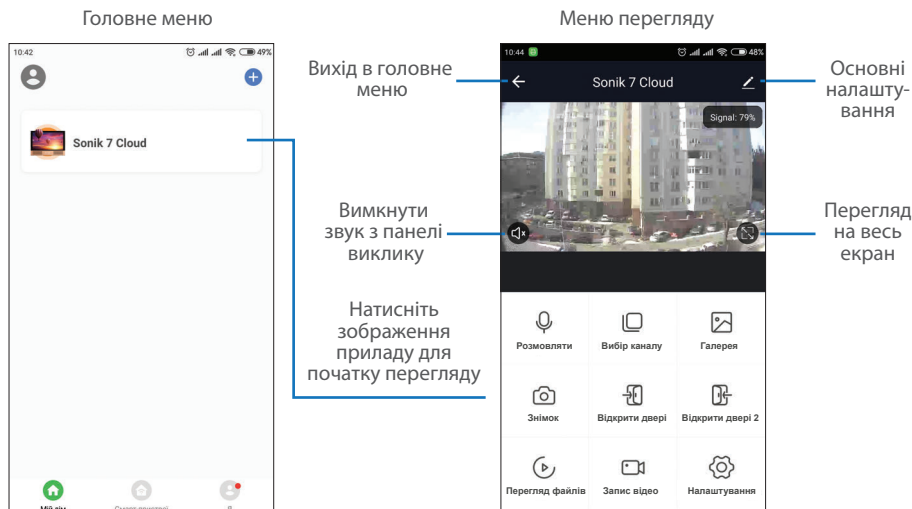 Головне меню
Меню перегляду
10:42
49%
Sonik 7 Cloud
Мій дім
Вихід в головне
меню
Вимкнути
звук з панелі
виклику
Натисніть
зображення
приладу для
початку перегляду
10:44
48%
Sonik 7 Cloud
Signal: 79%
Розмовляти
Вибір каналу
Галерея
Знімок
Відкрити двері
Відкрити двері 2
Перегляд файлів
Запис відео
Налаштування
Основні
налашту-
вання
Перегляд
на весь
екран